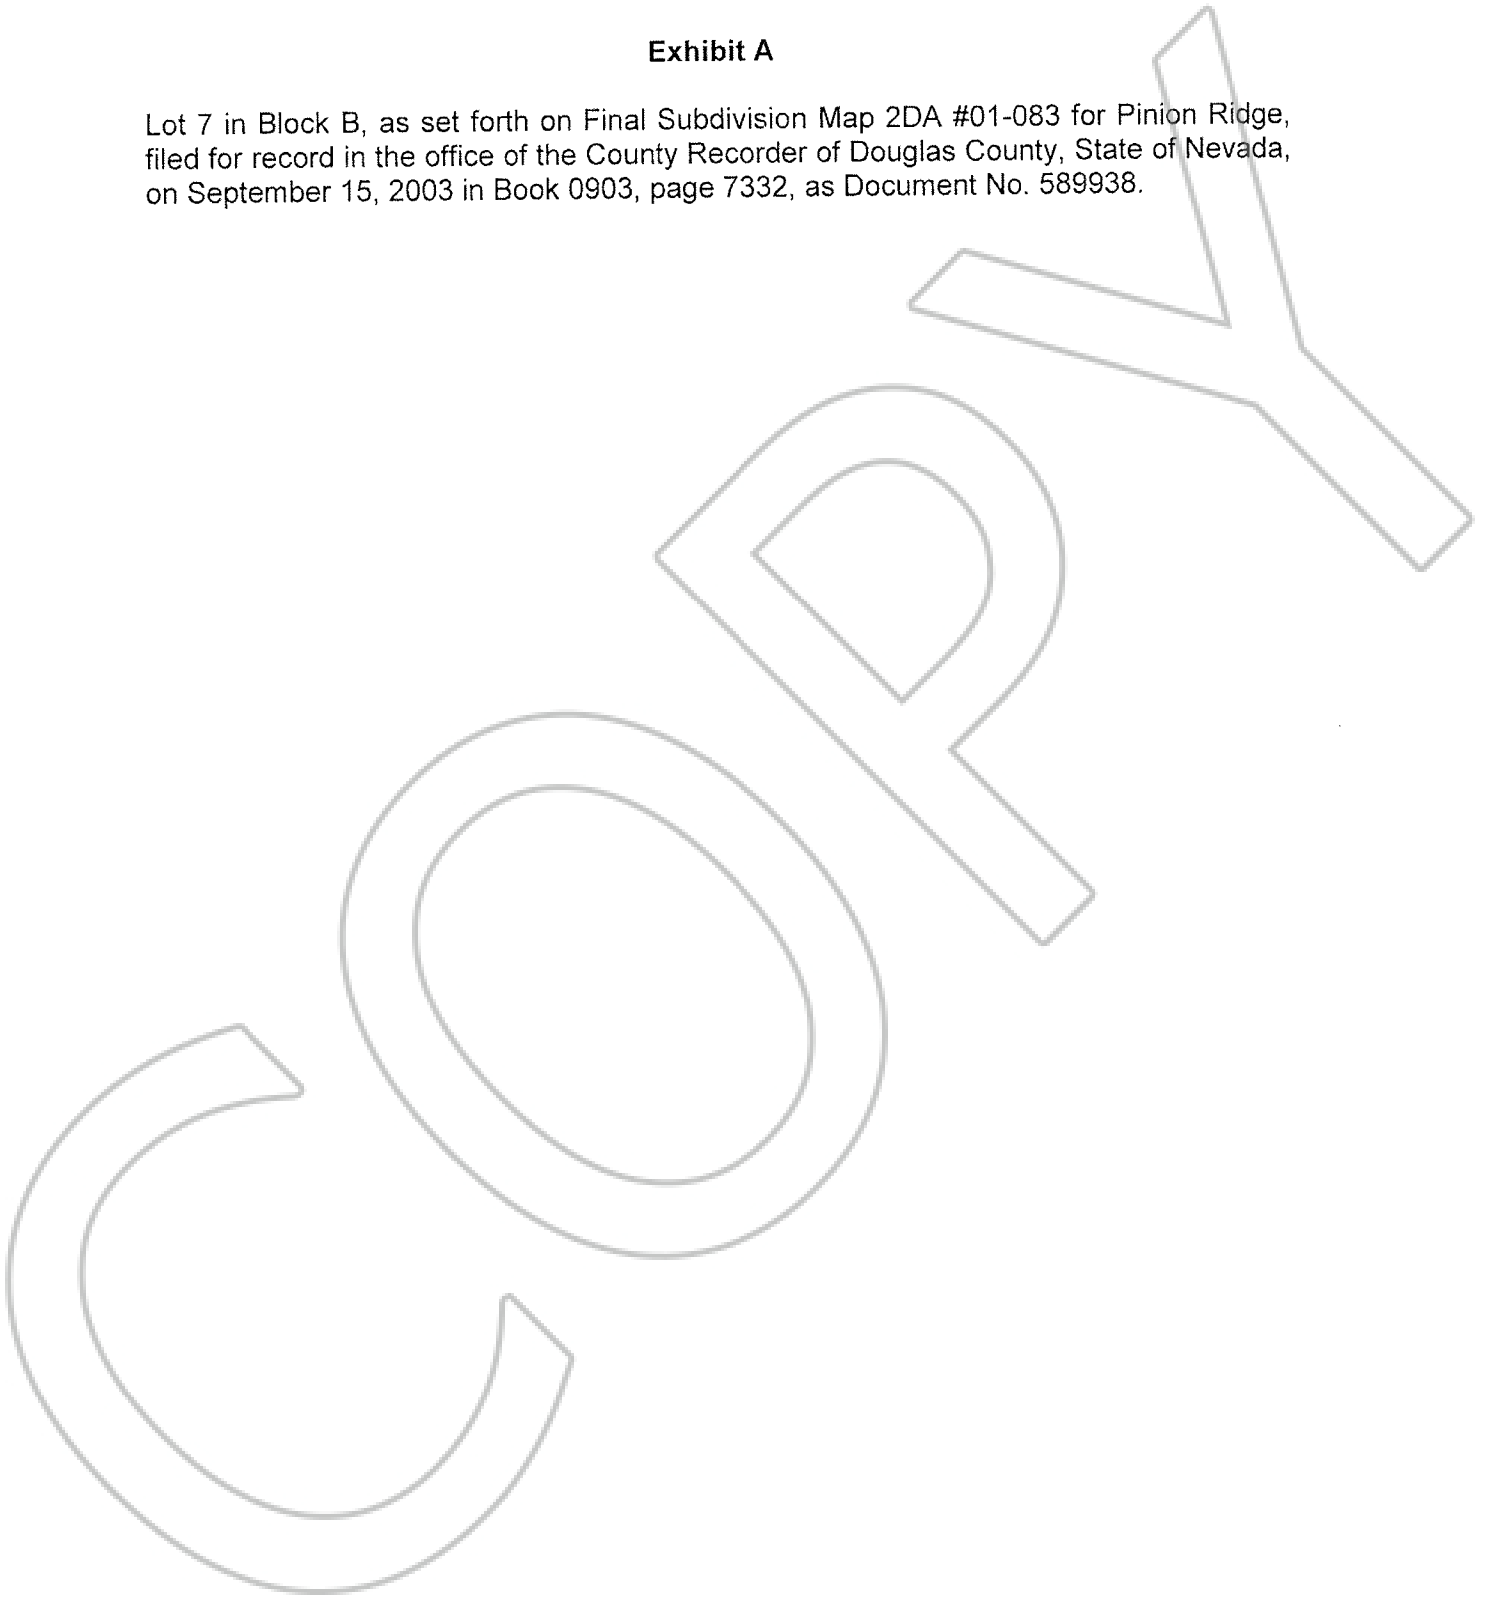 Exhibit A
Lot 7 in Block B, as set forth on Final Subdivision Map 2DA #01-083 for Pinion Ridge,
filed for record in the office of the County Recorder of Douglas County, State of Nevada,
on September 15, 2003 in Book 0903, page 7332, as Document No. 589938.
COPY